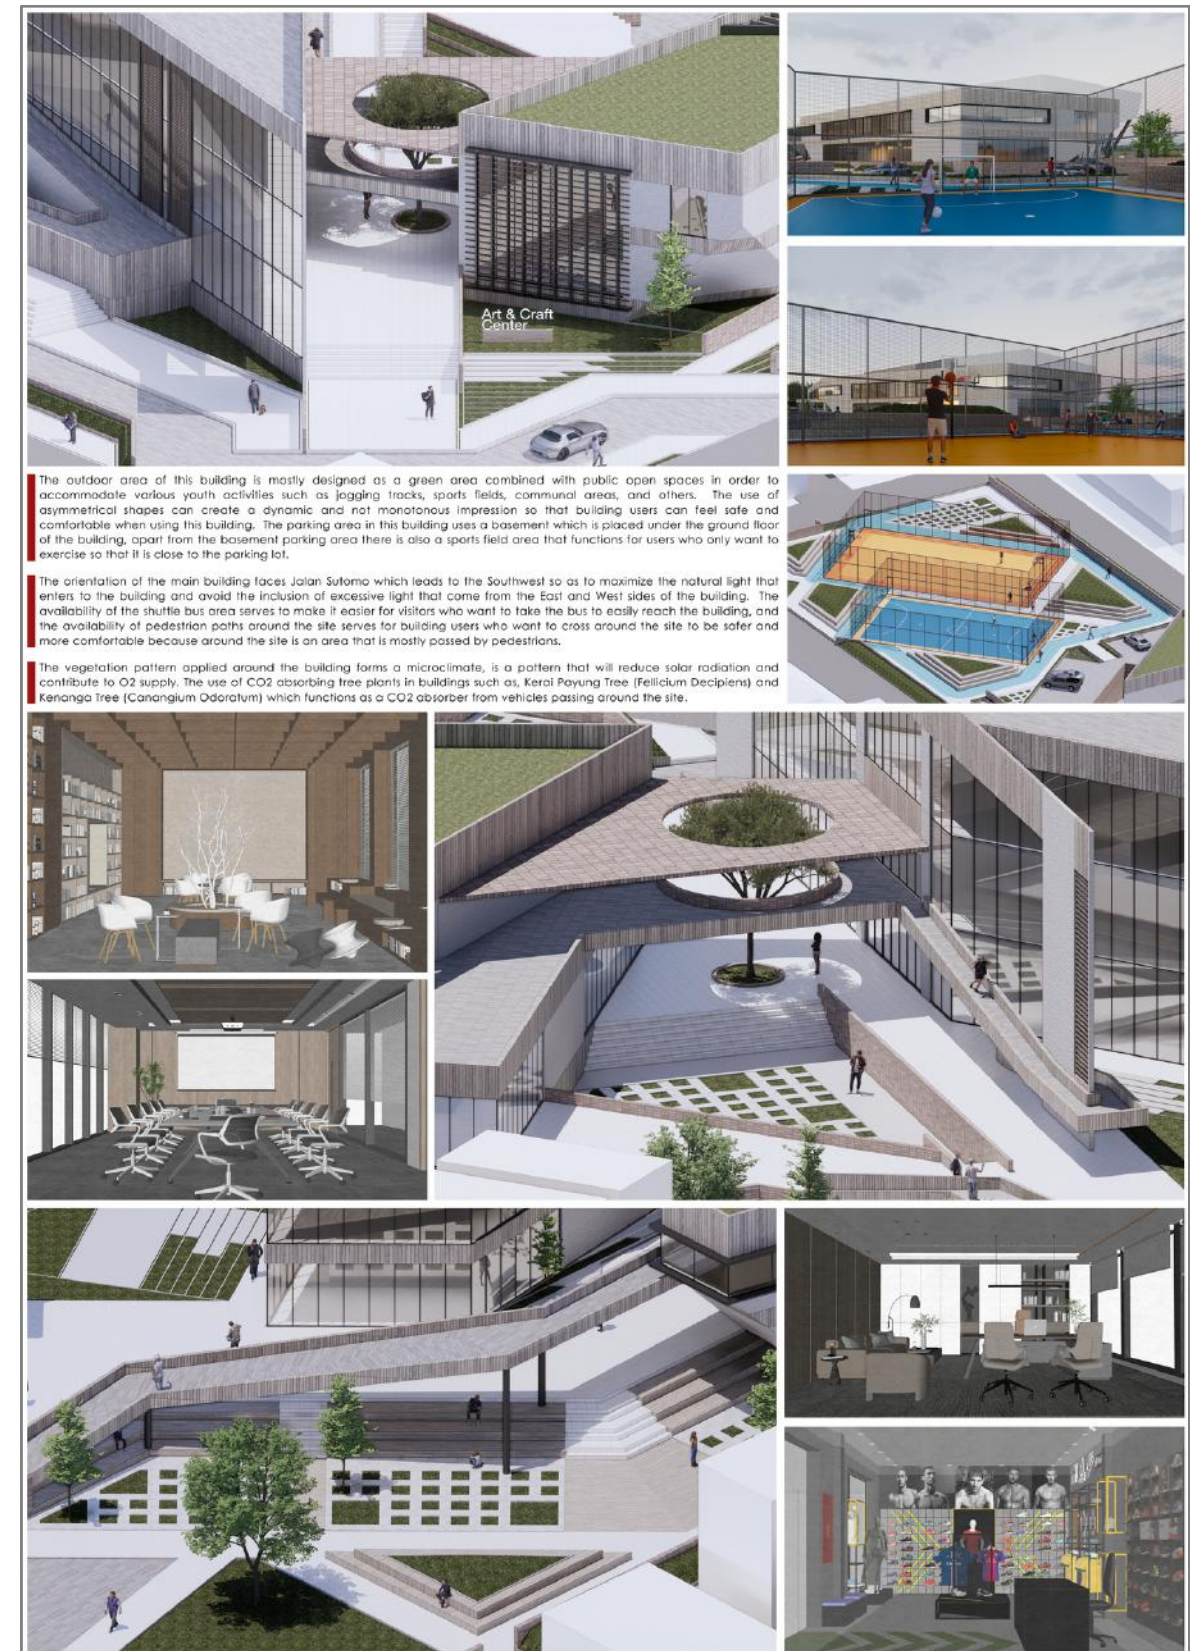 Art & Craft
Center
The outdoor area of this building is mostly designed as a green area combined with public open spaces in order to
accommodate various youth activities such as jogging tracks, sports fields, communal areas, and others. The use of
asymmetrical shapes can create a dynamic and not monotonous impression so that building users can feel safe and
comfortable when using this building. The parking area in this building uses a basement which is placed under the ground floor
of the building, apart from the basement parking area there is also a sports field area that functions for users who only want to
exercise so that it is close to the parking lot.
The orientation of the main building faces Jalan Sutomo which leads to the Southwest so as to maximize the natural light that
enters to the building and avoid the inclusion of excessive light that come from the East and West sides of the building. The
availability of the shuttle bus area serves to make it easier for visitors who want to take the bus to easily reach the building, and
the availability of pedestrian paths around the site serves for building users who want to cross around the site to be safer and
more comfortable because around the site is an area that is mostly passed by pedestrians.
The vegetation pattern applied around the building forms a microclimate, is a pattern that will reduce solar radiation and
contribute to O2 supply. The use of CO2 absorbing tree plants in buildings such as, Kerai Payung Tree (Fellicium Decipiens) and
Kenanga Tree (Canangium Odoratum) which functions as a CO2 absorber from vehicles passing around the site.